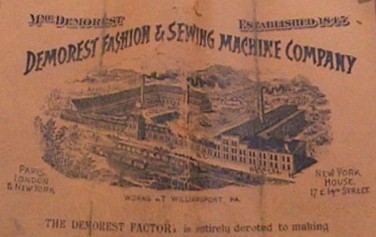 Mme Demorest
Established 1843
Demorest Fashion & Sewing Machine Company
Paris,
London
& New York
New York
House,
17 E. 14th Street
Works at Williamsport, Pa.
THE DEMOREST FACTORY is entirely devoted to making